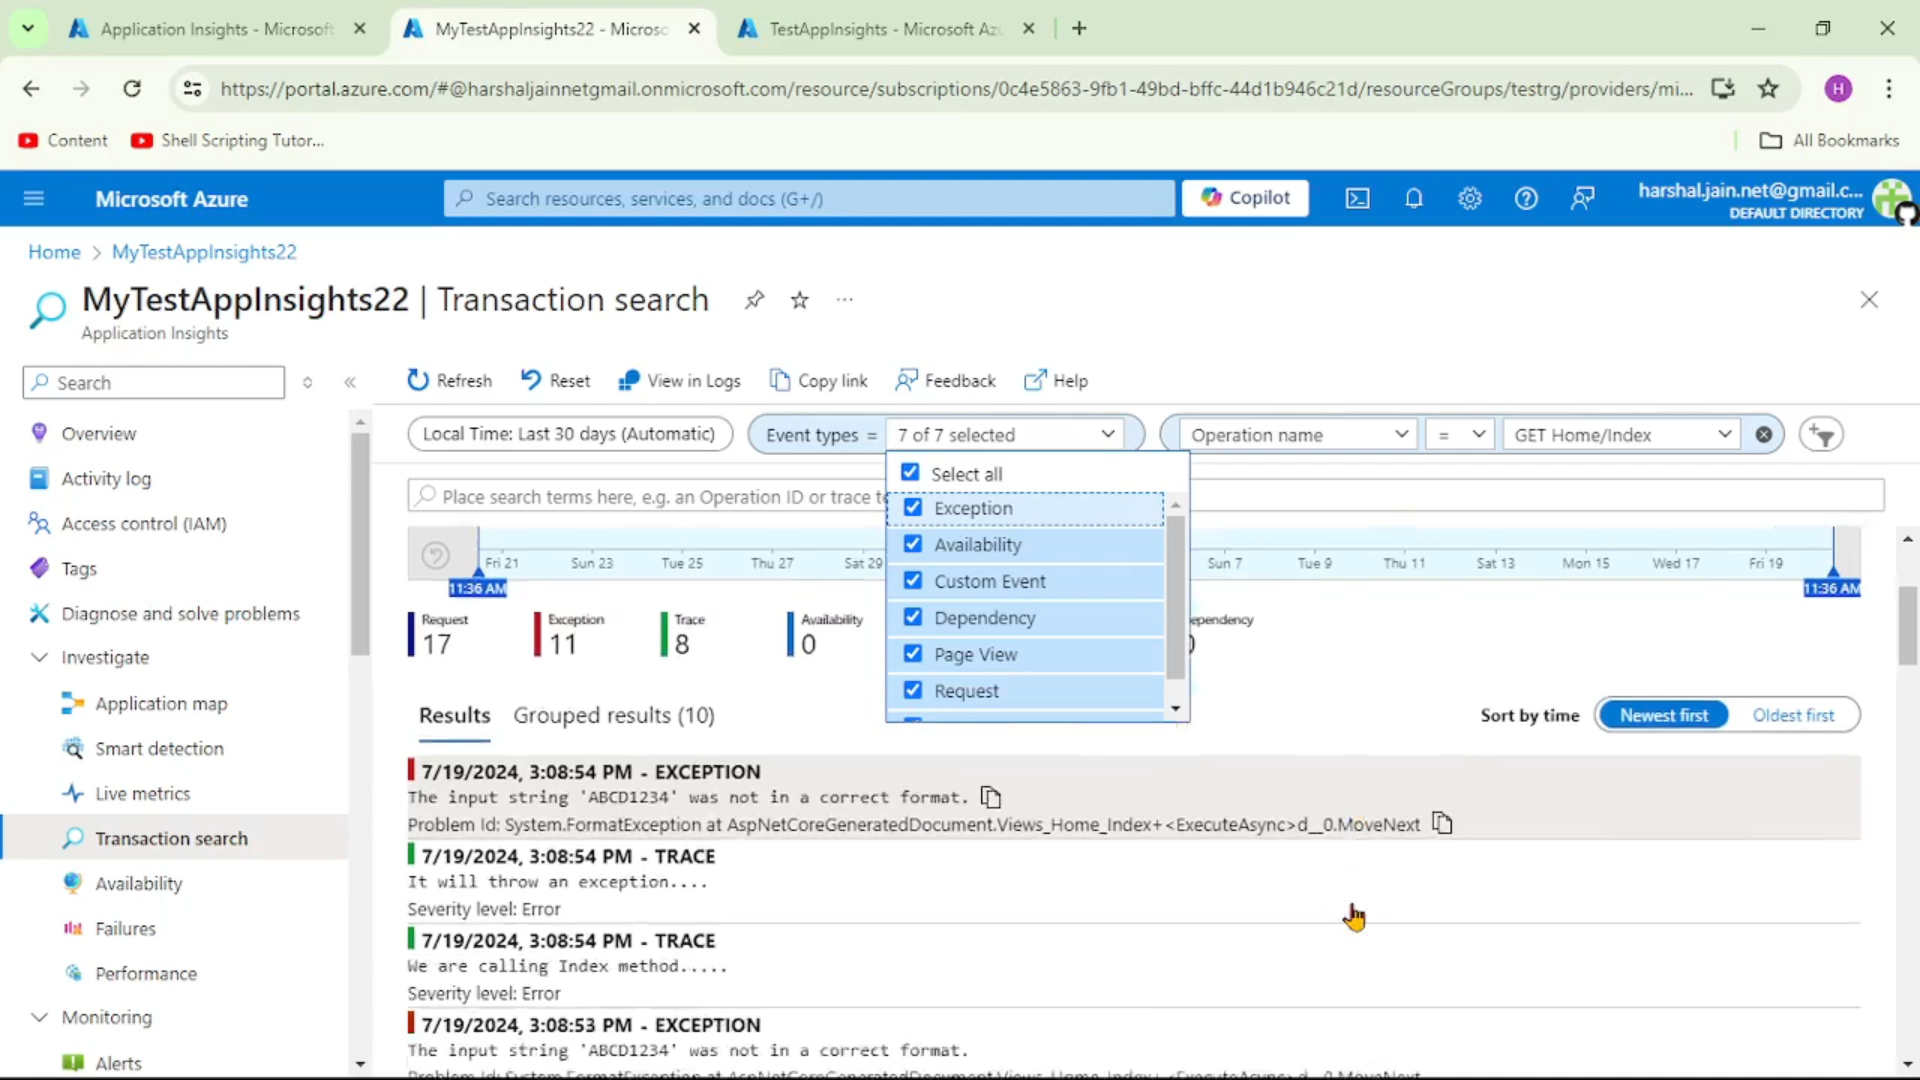 Application Insights - Microsoft
MyTestAppInsights22 - Microso
TestAppInsights - Microsoft Az
https://portal.azure.com/#@harshaljainnetgmail.onmicrosoft.com/resource/subscriptions/0c4e5863-9fb1-49bd-bffc-44d1b946c21d/resourceGroups/testrg/providers/mi...
H
Content
Shell Scripting Tutor...
All Bookmarks
Microsoft Azure
Search resources, services, and docs (G+/)
Copilot
harshal.jain.net@gmail.c...
DEFAULT DIRECTORY
Home > MyTestAppInsights22
MyTestAppInsights22 | Transaction search
Application Insights
Search
Refresh
Reset
View in Logs
Copy link
Feedback
Help
Overview
Activity log
Access control (IAM)
Tags
Diagnose and solve problems
Investigate
Application map
Smart detection
Live metrics
Transaction search
Availability
Failures
Performance
Monitoring
Alerts
Local Time: Last 30 days (Automatic)
Event types = 7 of 7 selected
Operation name
=
GET Home/Index
Place search terms here, e.g. an Operation ID or trace te
Select all
Exception
Availability
Custom Event
Dependency
Page View
Request
Fri 21
Sun 23
Tue 25
Thu 27
Sat 29
Sun 7
Tue 9
Thu 11
Sat 13
Mon 15
Wed 17
Fri 19
11:36 AM
11:36 AM
Request
17
Exception
11
Trace
8
Availability
0
ependency
Results
Grouped results (10)
Sort by time
Newest first
Oldest first
7/19/2024, 3:08:54 PM - EXCEPTION
The input string 'ABCD1234' was not in a correct format.
Problem Id: System.FormatException at AspNetCoreGeneratedDocument.Views_Home_Index+<ExecuteAsync>d__0.MoveNext
7/19/2024, 3:08:54 PM - TRACE
It will throw an exception....
Severity level: Error
7/19/2024, 3:08:54 PM - TRACE
We are calling Index method.....
Severity level: Error
7/19/2024, 3:08:53 PM - EXCEPTION
The input string 'ABCD1234' was not in a correct format.
Problem Id: System.FormatException at AspNetCoreGeneratedDocument.Views_Home_Index+<ExecuteAsync>d__0.MoveNext